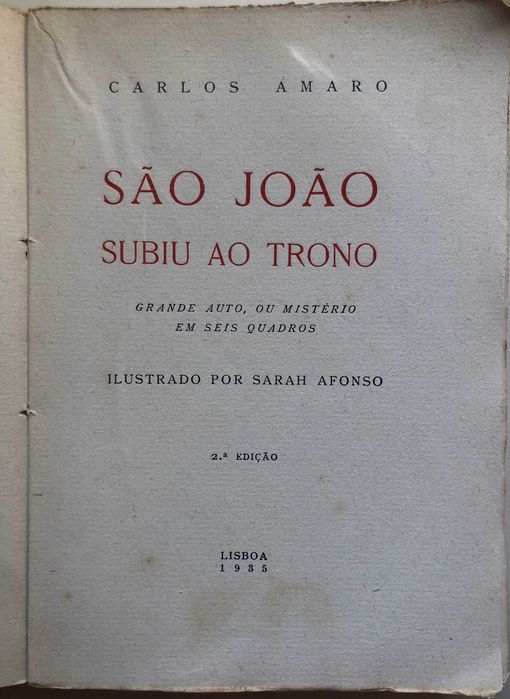 CARLOS AMARO
SÃO JOÃO
SUBIU AO TRONO
GRANDE AUTO, OU MISTÉRIO
EM SEIS QUADROS
ILUSTRADO POR SARAH AFONSO
2.ª EDIÇÃO
LISBOA
1935